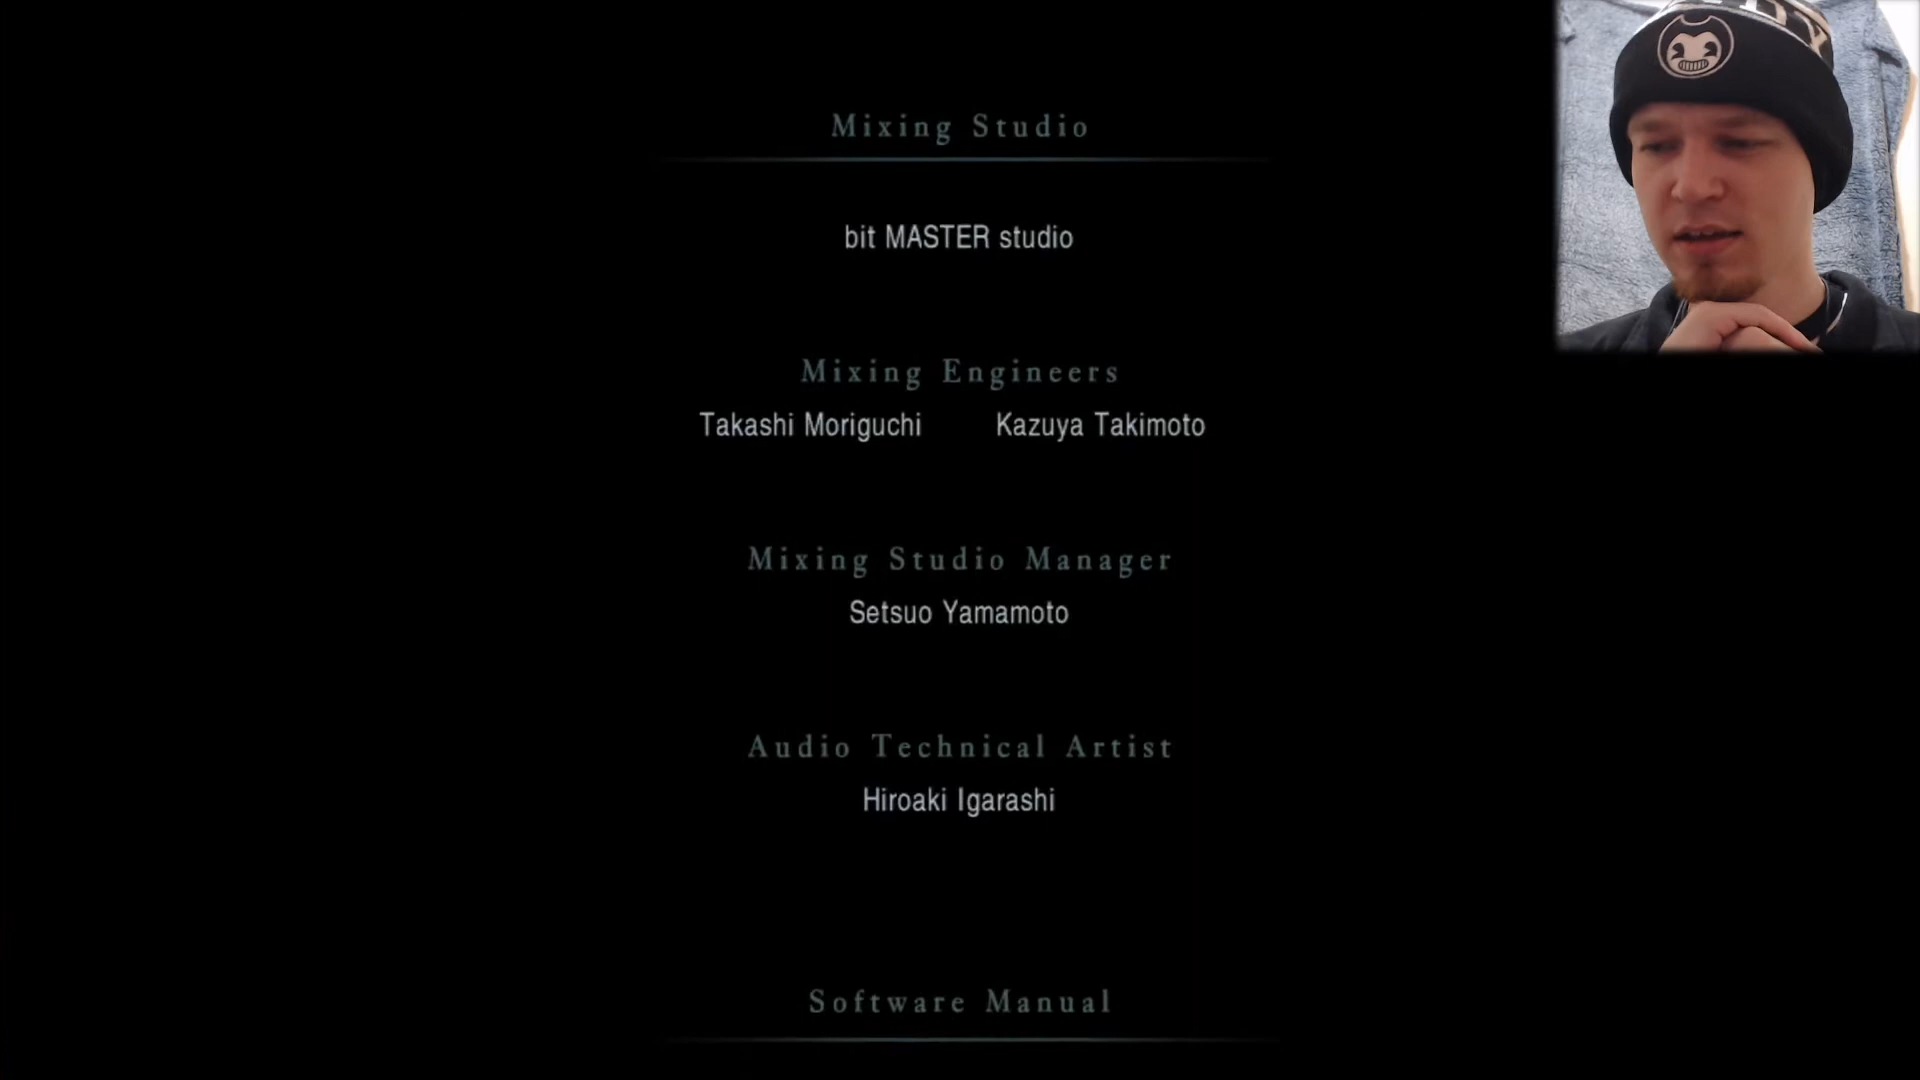 Mixing Studio
bit MASTER studio
Mixing Engineers
Takashi Moriguchi Kazuya Takimoto
Mixing Studio Manager
Setsuo Yamamoto
Audio Technical Artist
Hiroaki Igarashi
Software Manual